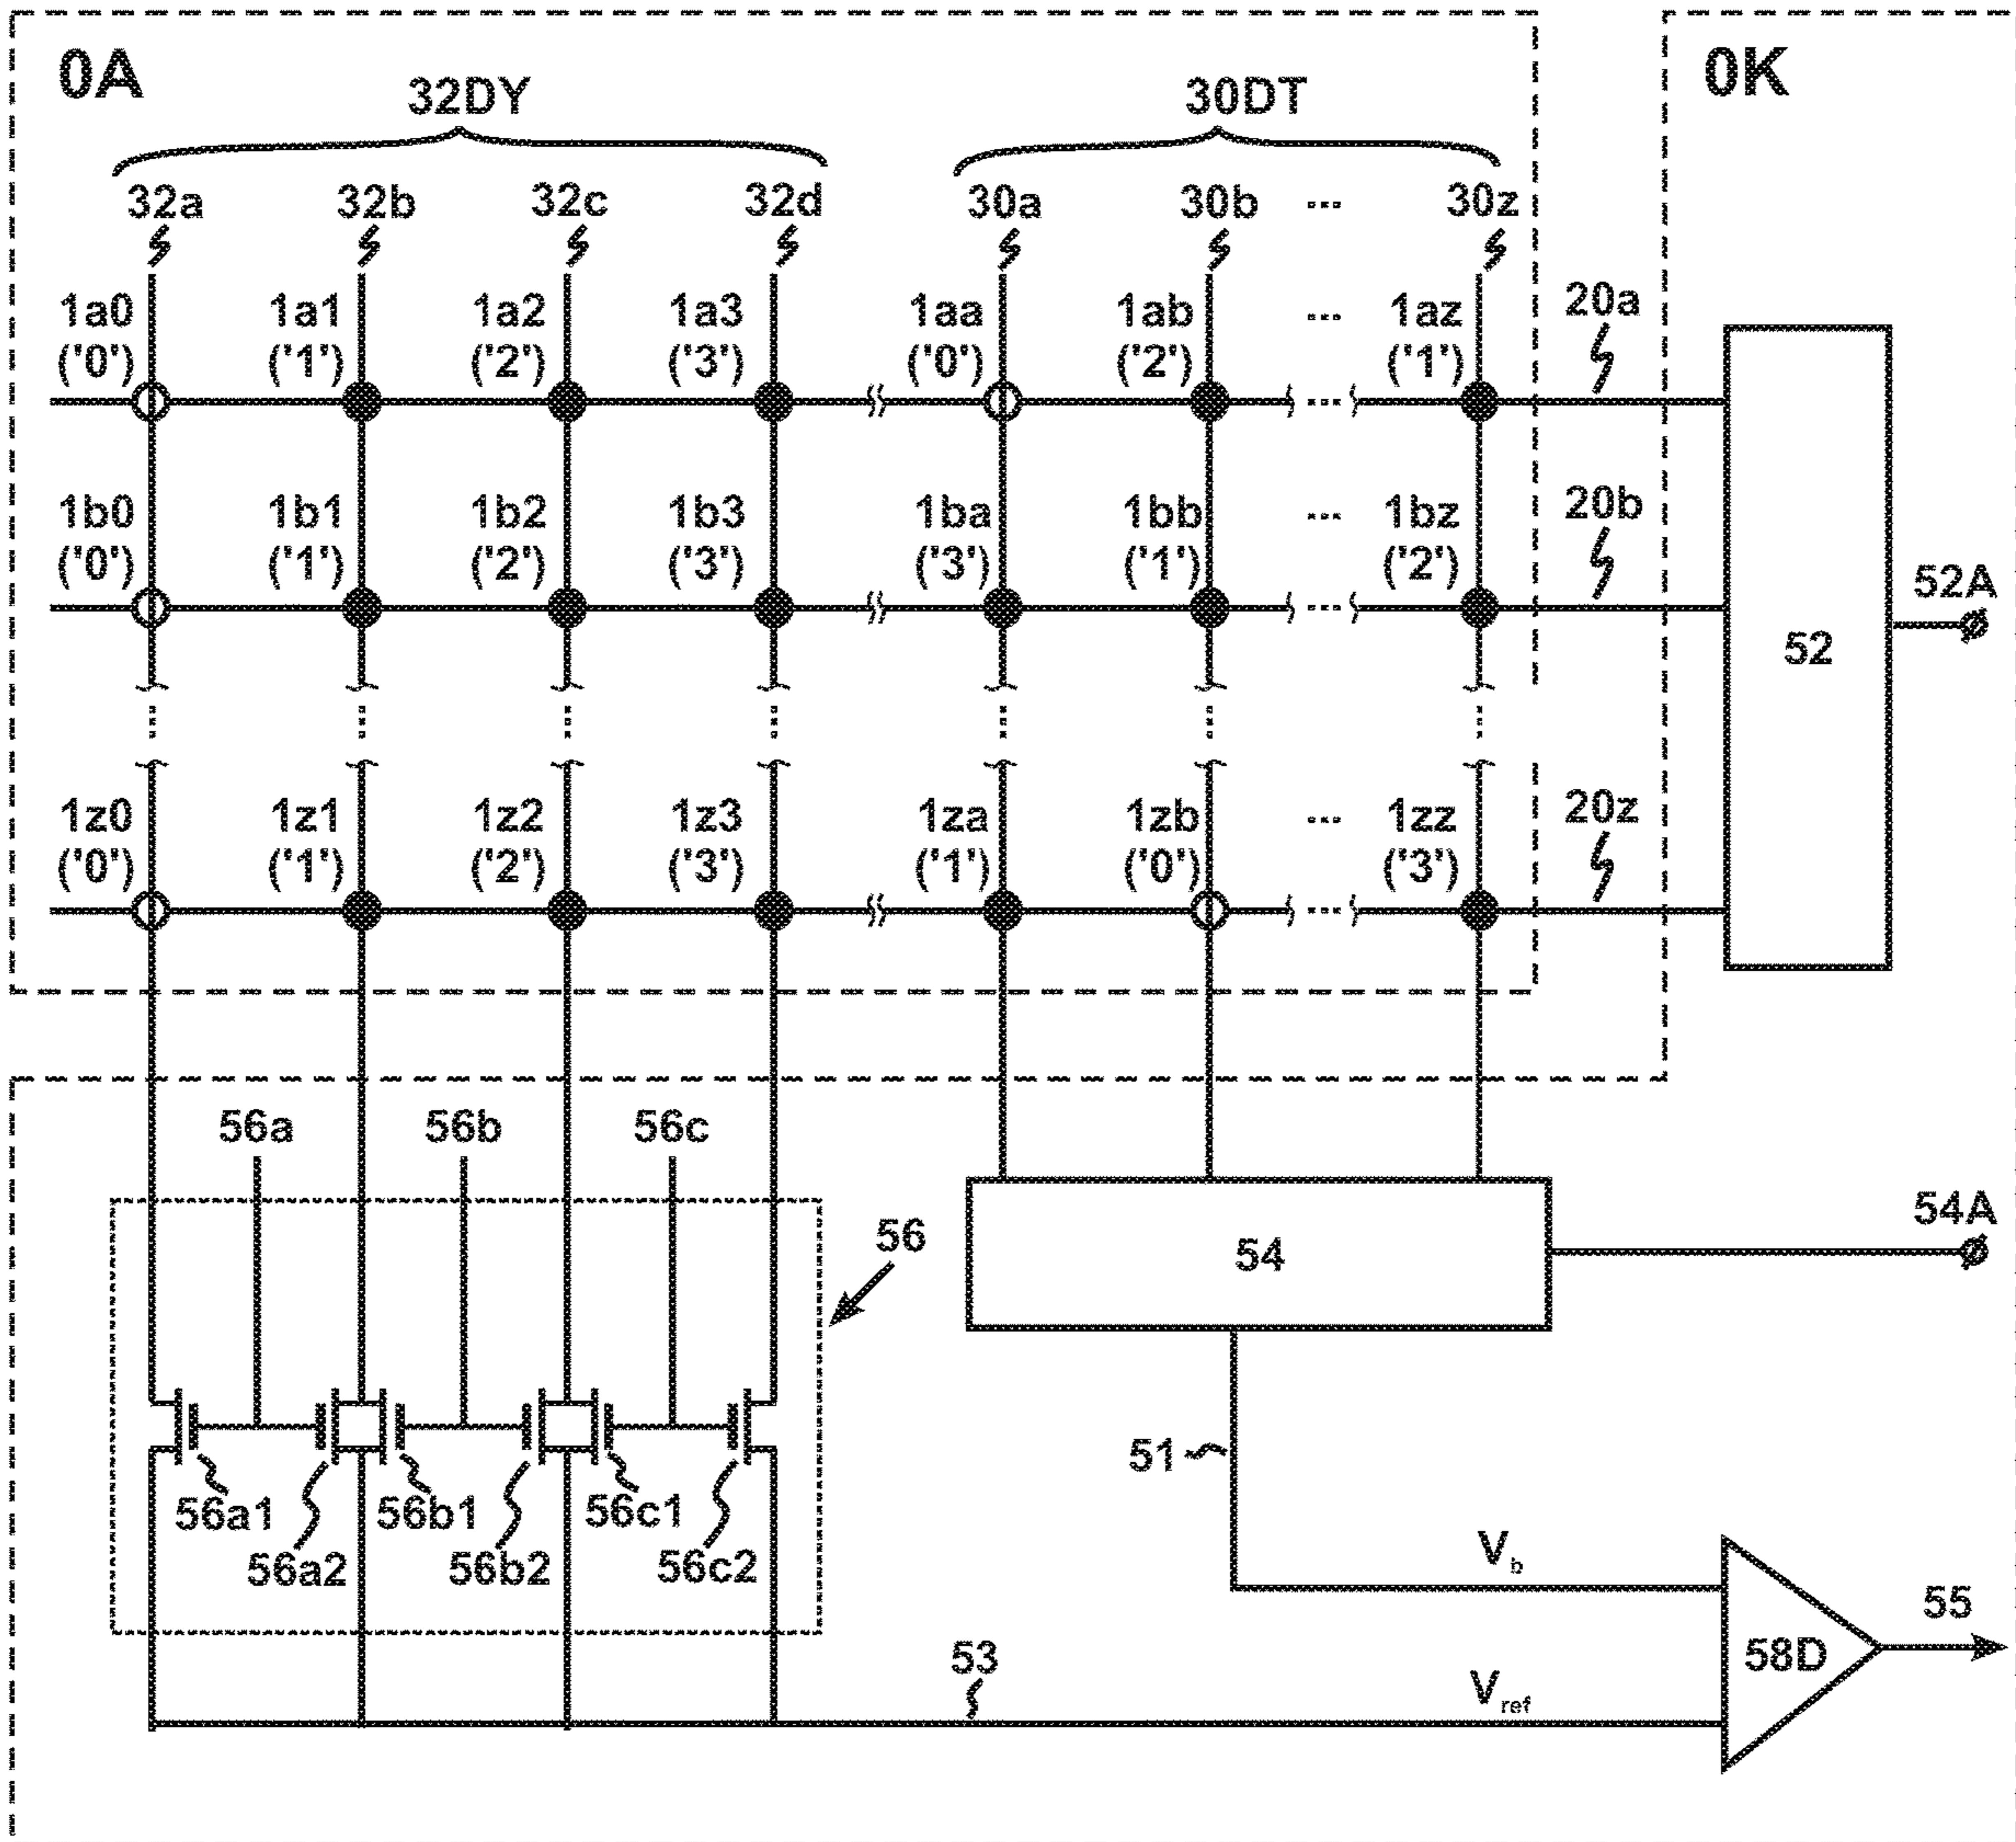 0A
0K
32DY
30DT
32a 32b 32c 32d 30a 30b ... 30z
1a0 1a1 1a2 1a3 1aa 1ab ... 1az 20a
('0') ('1') ('2') ('3') ('0') ('2') ('1')
...
1b0 1b1 1b2 1b3 1ba 1bb ... 1bz 20b
('0') ('1') ('2') ('3') ('3') ('1') ('2')
...
52A
52
1z0 1z1 1z2 1z3 1za 1zb ... 1zz 20z
('0') ('1') ('2') ('3') ('1') ('0') ('3')
...
56a 56b 56c
56
54
54A
51
56a1 56b1 56c1
56a2 56b2 56c2
Vb
55
58D
53
Vref